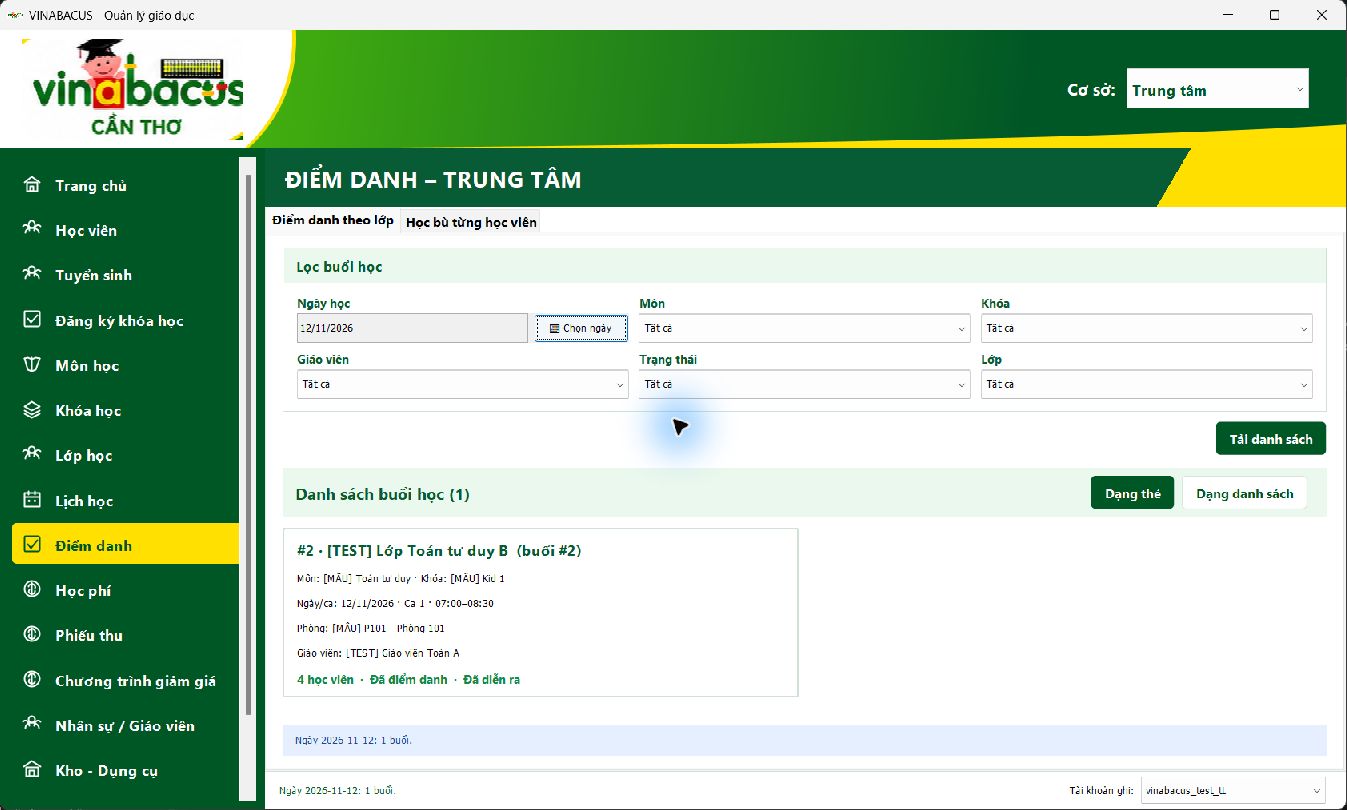 VINABACUS - Quản lý giáo dục
vinabacus
CẦN THƠ
Cơ sở: Trung tâm
Trang chủ
Học viên
Tuyển sinh
Đăng ký khóa học
Môn học
Khóa học
Lớp học
Lịch học
Điểm danh
Học phí
Phiếu thu
Chương trình giảm giá
Nhân sự / Giáo viên
Kho - Dụng cụ
ĐIỂM DANH – TRUNG TÂM
Điểm danh theo lớp Học bù từng học viên
Lọc buổi học
Ngày học Môn Khóa
12/11/2026 Chọn ngày Tất cả Tất cả
Giáo viên Trạng thái Lớp
Tất cả Tất cả Tất cả
Tải danh sách
Danh sách buổi học (1) Dạng thẻ Dạng danh sách
#2 · [TEST] Lớp Toán tư duy B (buổi #2)
Môn: [MẪU] Toán tư duy · Khóa: [MẪU] Kid 1
Ngày/ca: 12/11/2026 · Ca 1 · 07:00–08:30
Phòng: [MẪU] P101 - Phòng 101
Giáo viên: [TEST] Giáo viên Toán A
4 học viên · Đã điểm danh · Đã diễn ra
Ngày 2026-11-12: 1 buổi.
Ngày 2026-11-12: 1 buổi. Tài khoản ghi: vinabacus_test_tt